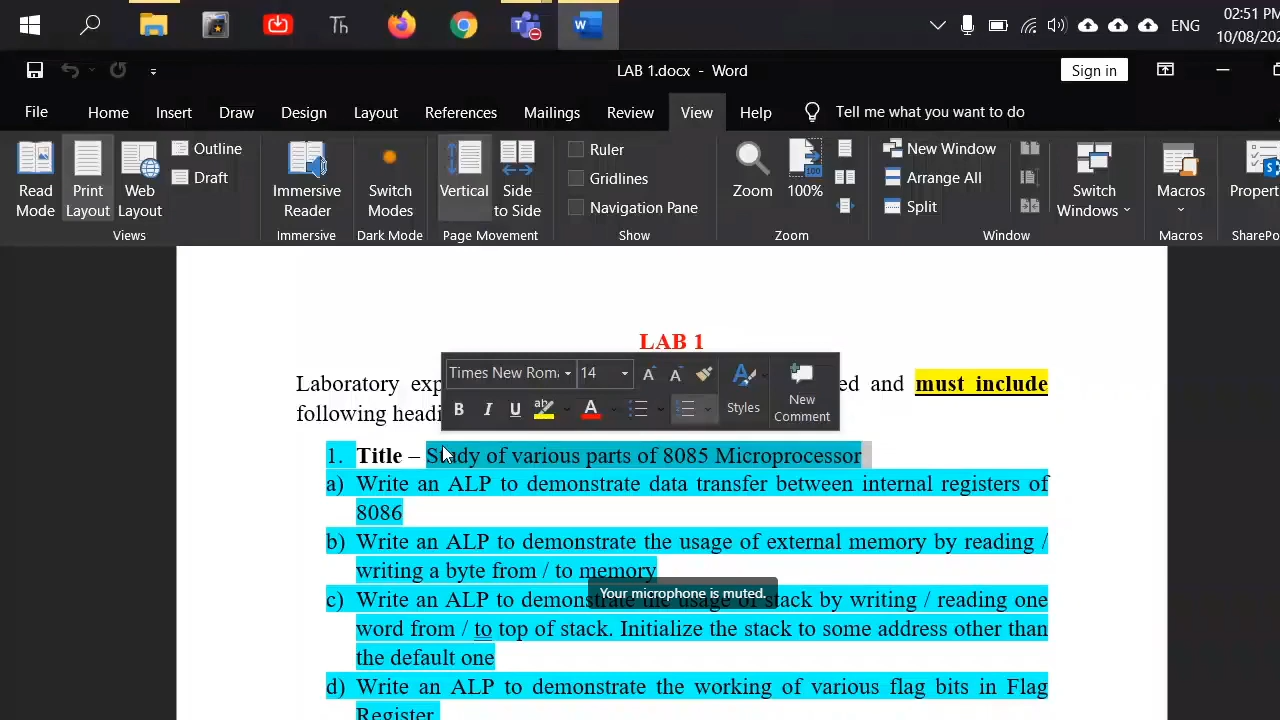 Th
ENG
02:51 PM
10/08/202
LAB 1.docx - Word
Sign in
File Home Insert Draw Design Layout References Mailings Review View Help Tell me what you want to do
Read Mode
Print Layout
Web Layout
Outline
Draft
Views
Immersive Reader
Immersive
Switch Modes
Dark Mode
Vertical
Side to Side
Page Movement
Ruler
Gridlines
Navigation Pane
Show
Zoom
100
100%
Zoom
New Window
Arrange All
Split
Switch Windows
Window
Macros
Macros
Propert
SharePo
LAB 1
Times New Rom
14
Styles
New Comment
B I U ab A
Laboratory exp ed and must include
following headi
1. Title – Study of various parts of 8085 Microprocessor
a) Write an ALP to demonstrate data transfer between internal registers of
8086
b) Write an ALP to demonstrate the usage of external memory by reading /
writing a byte from / to memory
Your microphone is muted.
c) Write an ALP to demonstrate the usage of stack by writing / reading one
word from / to top of stack. Initialize the stack to some address other than
the default one
d) Write an ALP to demonstrate the working of various flag bits in Flag
Register